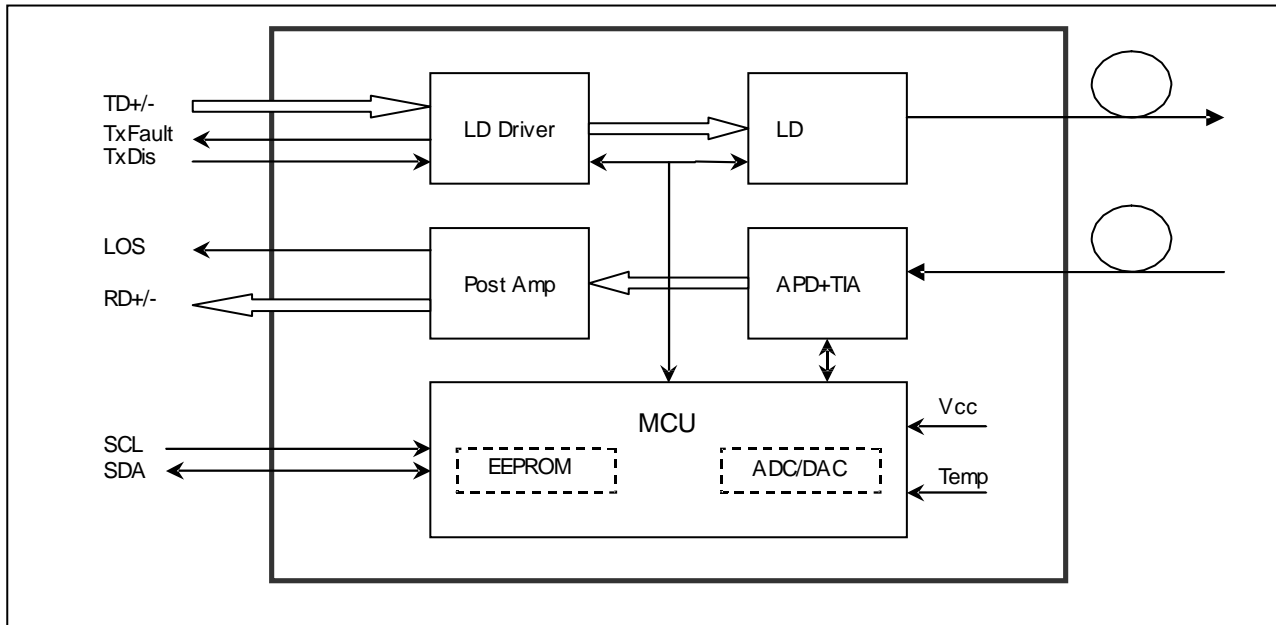 TD+/-
TxFault
TxDis
LD Driver
LD
LOS
RD+/-
Post Amp
APD+TIA
MCU
Vcc
SCL
SDA
EEPROM
ADC/DAC
Temp